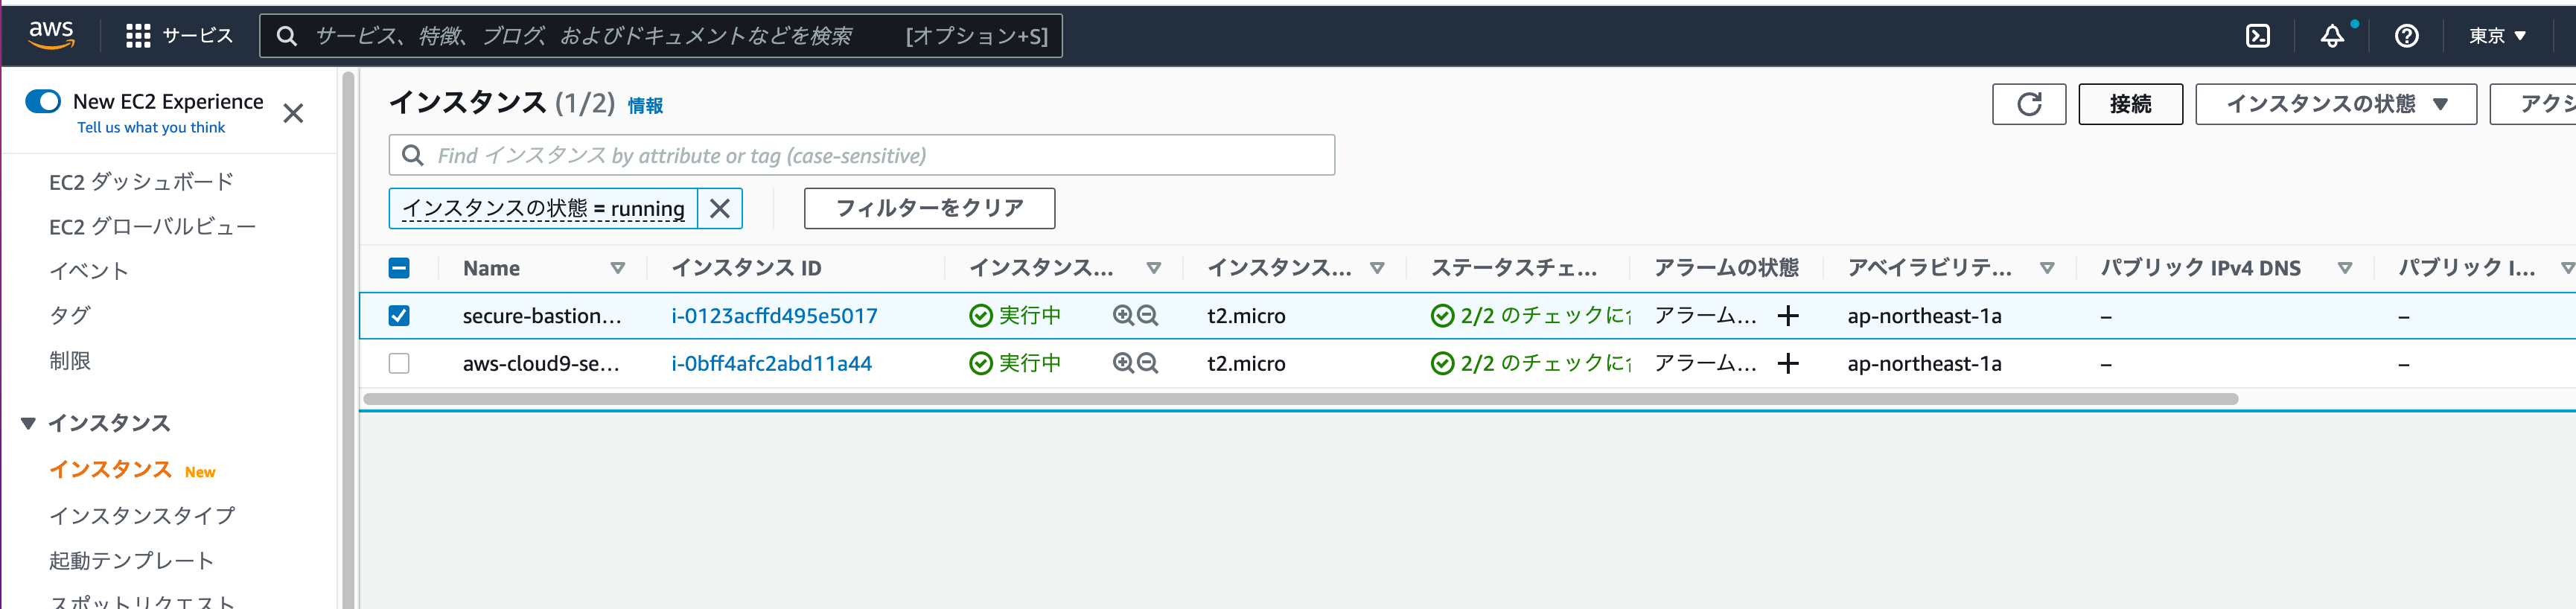 aws サービス サービス、特徴、ブログ、およびドキュメントなどを検索 [オプション+S] 東京
New EC2 Experience
Tell us what you think
EC2 ダッシュボード
EC2 グローバルビュー
イベント
タグ
制限
インスタンス
インスタンス New
インスタンスタイプ
起動テンプレート
スポットリクエスト
インスタンス (1/2) 情報
接続 インスタンスの状態 アクシ
Find インスタンス by attribute or tag (case-sensitive)
インスタンスの状態 = running フィルターをクリア
Name インスタンス ID インスタンス... インスタンス... ステータスチェ... アラームの状態 アベイラビリテ... パブリック IPv4 DNS パブリック I...
secure-bastion... i-0123acffd495e5017 実行中 t2.micro 2/2 のチェックに アラーム... + ap-northeast-1a – –
aws-cloud9-se... i-0bff4afc2abd11a44 実行中 t2.micro 2/2 のチェックに アラーム... + ap-northeast-1a – –